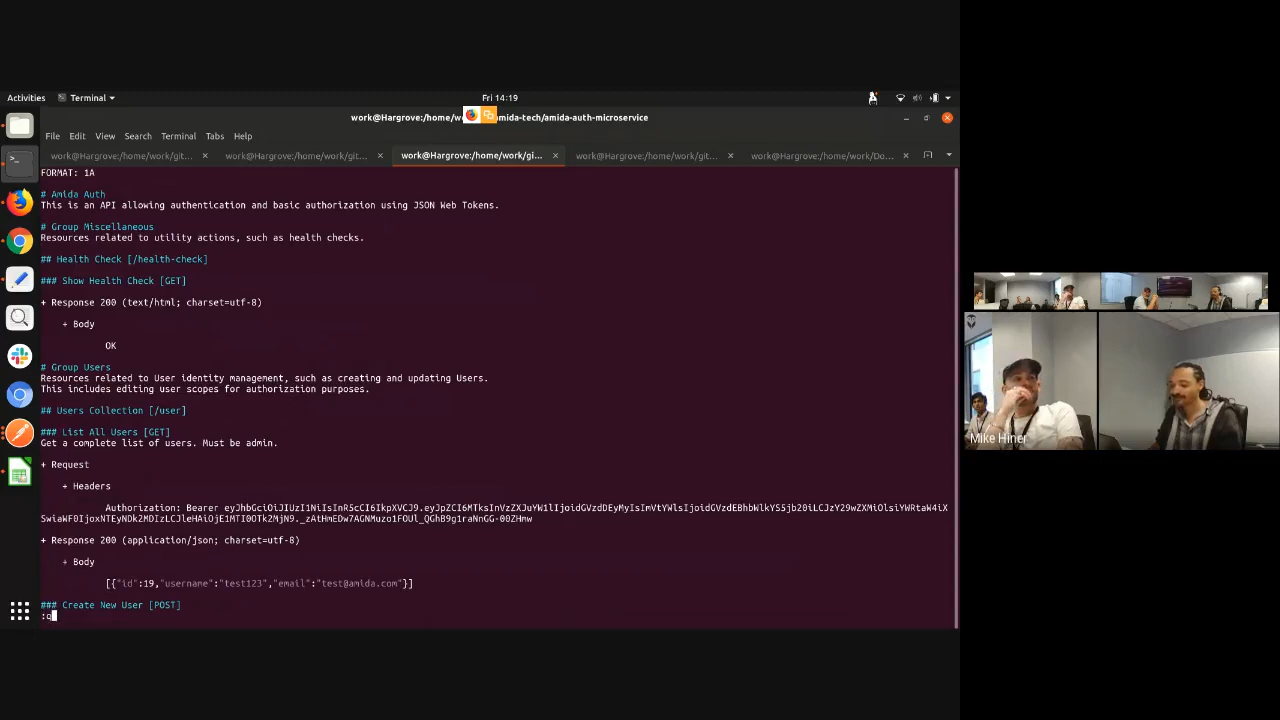 Activities
Terminal
Fri 14:19
work@Hargrove:/home/w
amida-tech/amida-auth-microservice
File Edit View Search Terminal Tabs Help
work@Hargrove:/home/work/git...
work@Hargrove:/home/work/git...
work@Hargrove:/home/work/gi...
work@Hargrove:/home/work/git...
work@Hargrove:/home/work/Do...
FORMAT: 1A
# Amida Auth
This is an API allowing authentication and basic authorization using JSON Web Tokens.
# Group Miscellaneous
Resources related to utility actions, such as health checks.
## Health Check [/health-check]
### Show Health Check [GET]
+ Response 200 (text/html; charset=utf-8)
+ Body
OK
# Group Users
Resources related to User identity management, such as creating and updating Users.
This includes editing user scopes for authorization purposes.
## Users Collection [/user]
### List All Users [GET]
Get a complete list of users. Must be admin.
+ Request
+ Headers
Authorization: Bearer
+ Response 200 (application/json; charset=utf-8)
+ Body
[{"id":19,"username":"test123","email":"test@amida.com"}]
### Create New User [POST]
:q
Mike Hiner